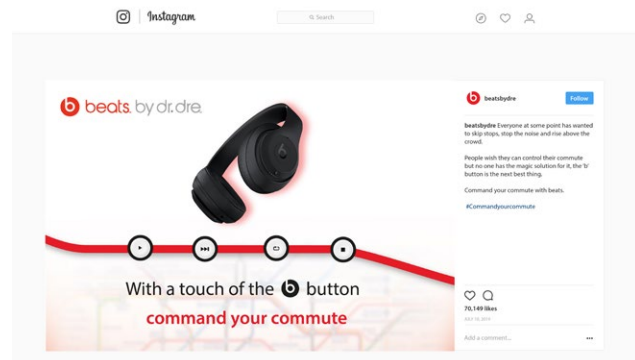 Instagram
Search
beats. by dr. dre.
With a touch of the b button
command your commute
beatsbydre
Follow
beatsbydre Everyone at some point has wanted
to skip stops, stop the noise and rise above the
crowd.
People wish they can control their commute
but no one has the magic solution for it, the 'b'
button is the next best thing.
Command your commute with beats.
#Commandyourcommute
70,149 likes
Add a comment...